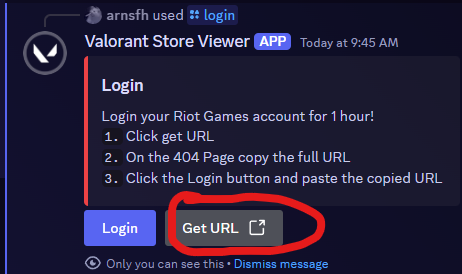 arnsfh used login
Valorant Store Viewer APP Today at 9:45 AM
Login
Login your Riot Games account for 1 hour!
1. Click get URL
2. On the 404 Page copy the full URL
3. Click the Login button and paste the copied URL
Login Get URL
Only you can see this • Dismiss message